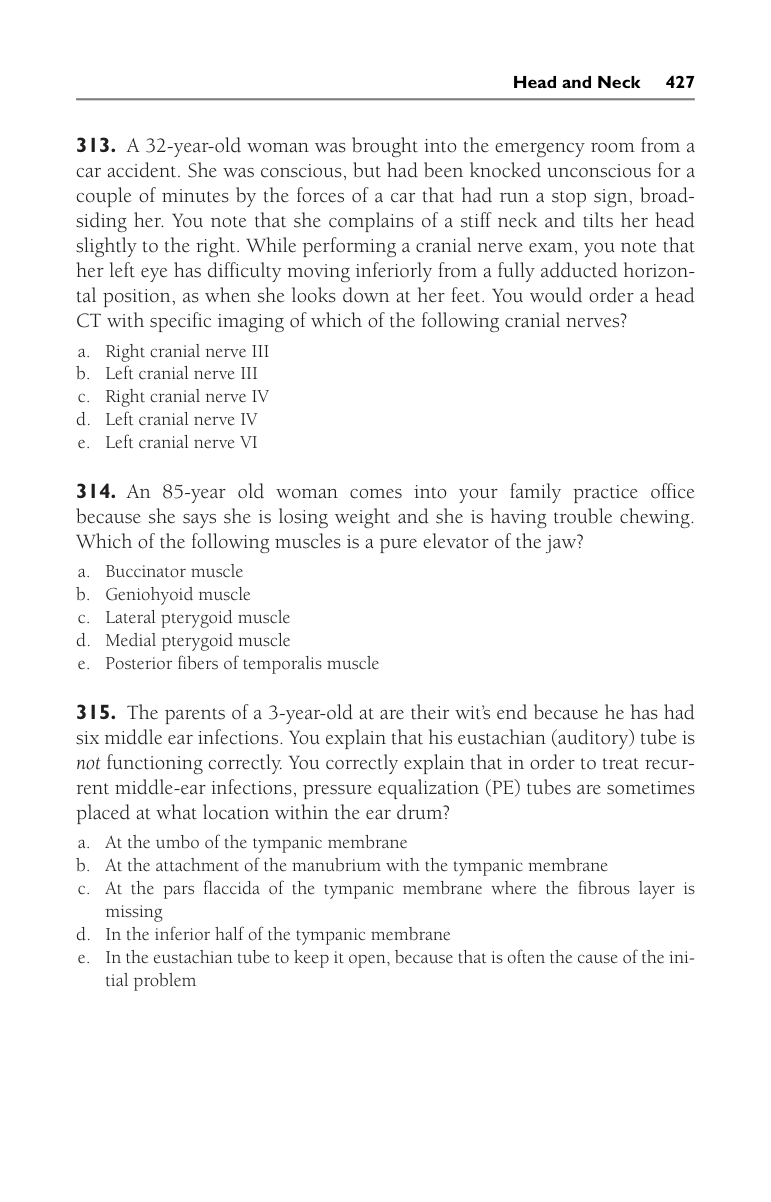 Head and Neck 427
313. A 32-year-old woman was brought into the emergency room from a
car accident. She was conscious, but had been knocked unconscious for a
couple of minutes by the forces of a car that had run a stop sign, broad-
siding her. You note that she complains of a stiff neck and tilts her head
slightly to the right. While performing a cranial nerve exam, you note that
her left eye has difficulty moving inferiorly from a fully adducted horizon-
tal position, as when she looks down at her feet. You would order a head
CT with specific imaging of which of the following cranial nerves?
a. Right cranial nerve III
b. Left cranial nerve III
c. Right cranial nerve IV
d. Left cranial nerve IV
e. Left cranial nerve VI
314. An 85-year old woman comes into your family practice office
because she says she is losing weight and she is having trouble chewing.
Which of the following muscles is a pure elevator of the jaw?
a. Buccinator muscle
b. Geniohyoid muscle
c. Lateral pterygoid muscle
d. Medial pterygoid muscle
e. Posterior fibers of temporalis muscle
315. The parents of a 3-year-old at are their wit's end because he has had
six middle ear infections. You explain that his eustachian (auditory) tube is
not functioning correctly. You correctly explain that in order to treat recur-
rent middle-ear infections, pressure equalization (PE) tubes are sometimes
placed at what location within the ear drum?
a. At the umbo of the tympanic membrane
b. At the attachment of the manubrium with the tympanic membrane
c. At the pars flaccida of the tympanic membrane where the fibrous layer is
missing
d. In the inferior half of the tympanic membrane
e. In the eustachian tube to keep it open, because that is often the cause of the ini-
tial problem